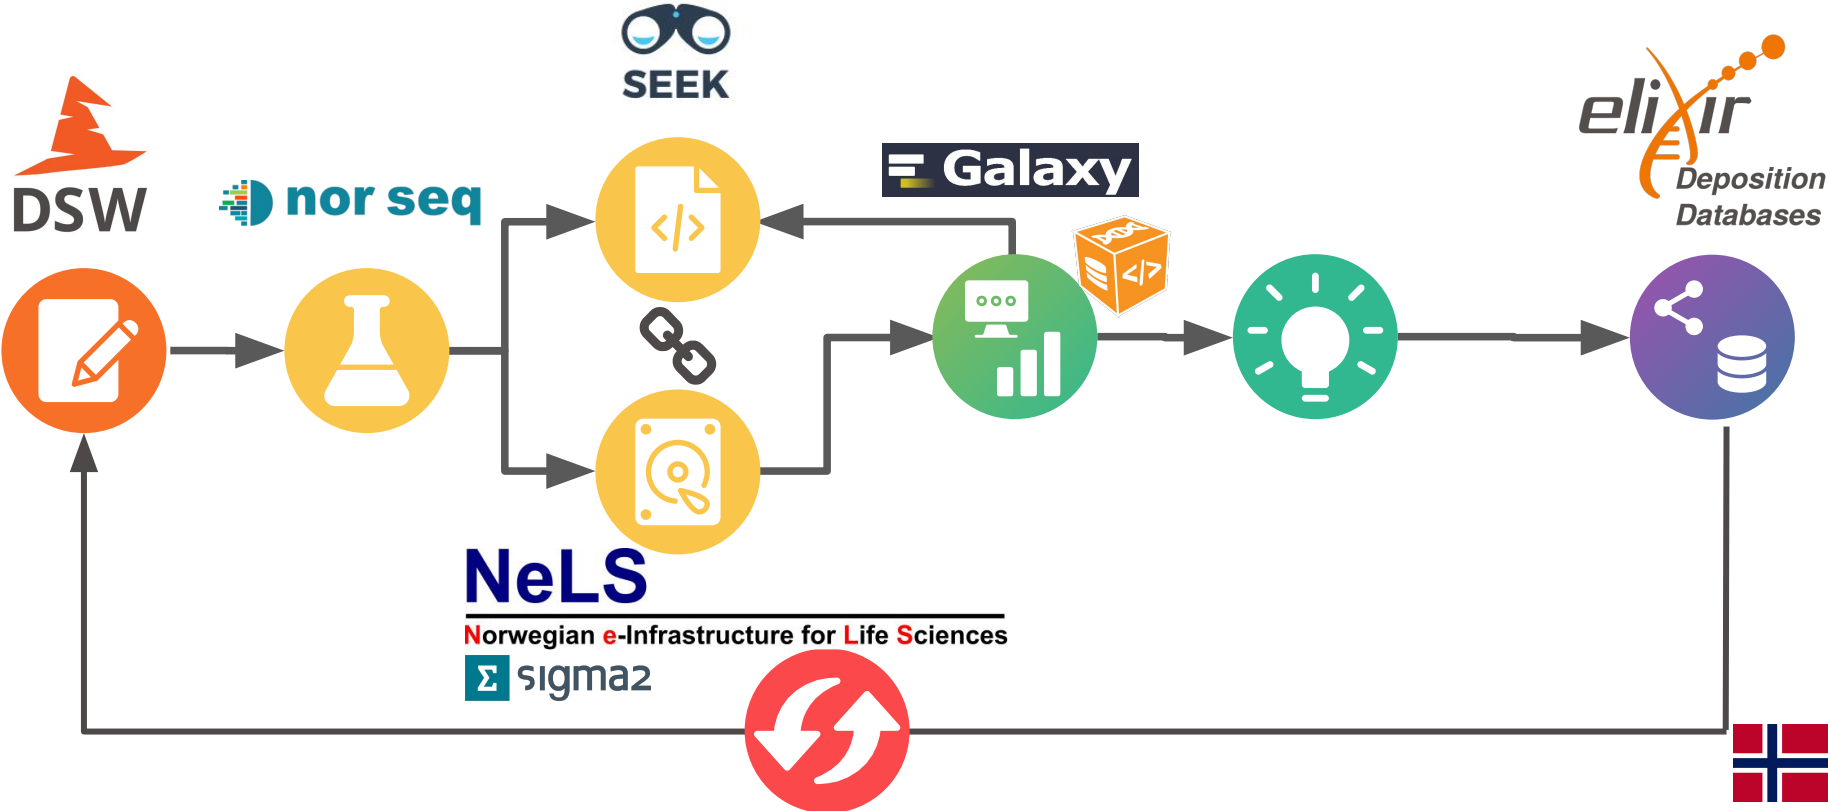 SEEK
elixir
Deposition
Databases
Galaxy
DSW
nor seq
</>
</>
NeLS
Norwegian e-Infrastructure for Life Sciences
Σ sigma2